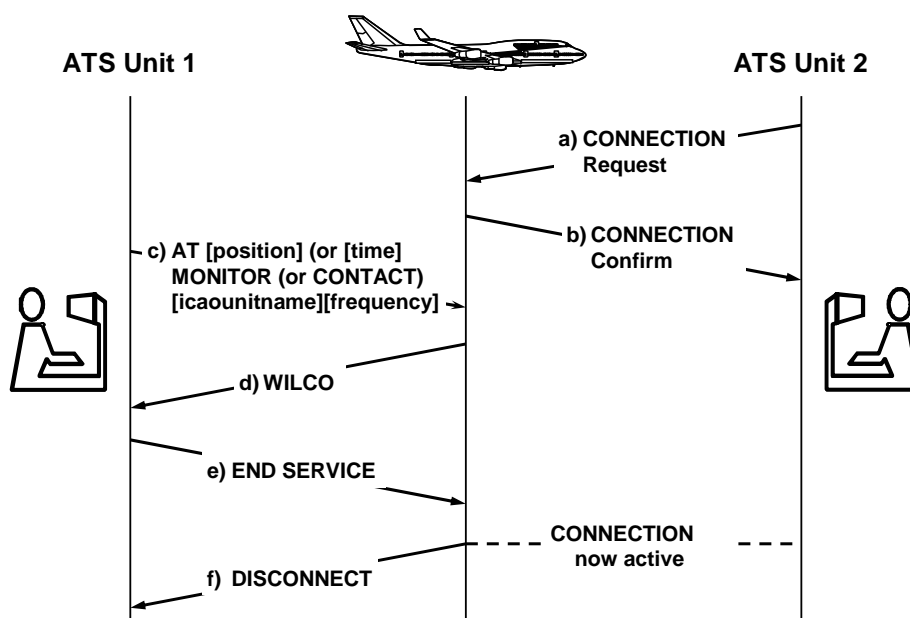 ATS Unit 1
ATS Unit 2
a) CONNECTION
Request
b) CONNECTION
Confirm
c) AT [position] (or [time]
MONITOR (or CONTACT)
[icaounitname][frequency]
d) WILCO
e) END SERVICE
CONNECTION
now active
f) DISCONNECT